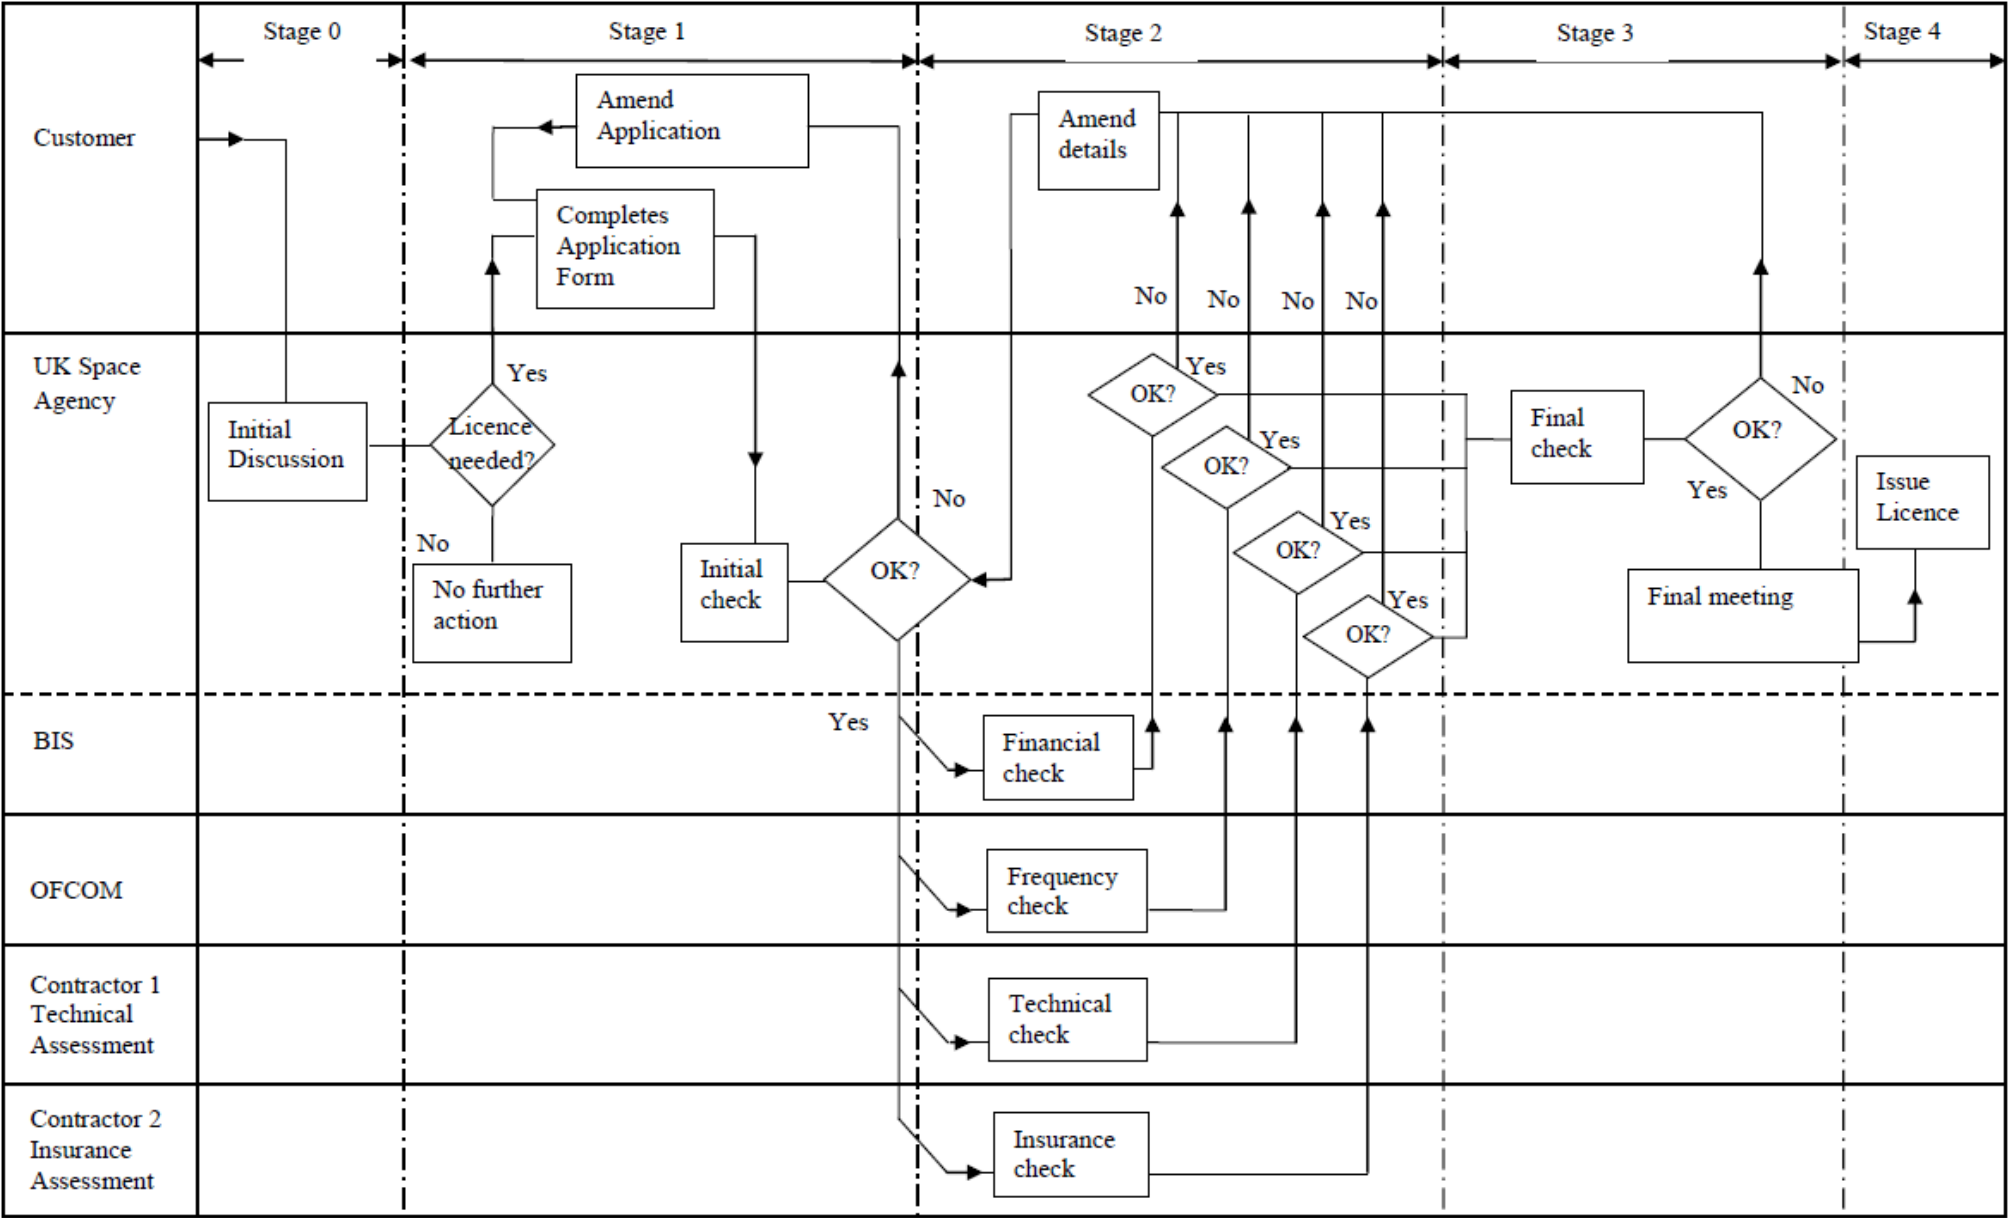 Stage 0
Stage 1
Stage 2
Stage 3
Stage 4
Customer
Amend
Application
Completes
Application
Form
Amend
details
No
No
No
No
UK Space
Agency
Initial
Discussion
Licence
needed?
Yes
No
No further
action
Initial
check
OK?
No
Yes
OK?
Yes
OK?
Yes
OK?
Yes
OK?
Yes
Final
check
OK?
No
Yes
Final meeting
Issue
Licence
BIS
Financial
check
OFCOM
Frequency
check
Contractor 1
Technical
Assessment
Technical
check
Contractor 2
Insurance
Assessment
Insurance
check